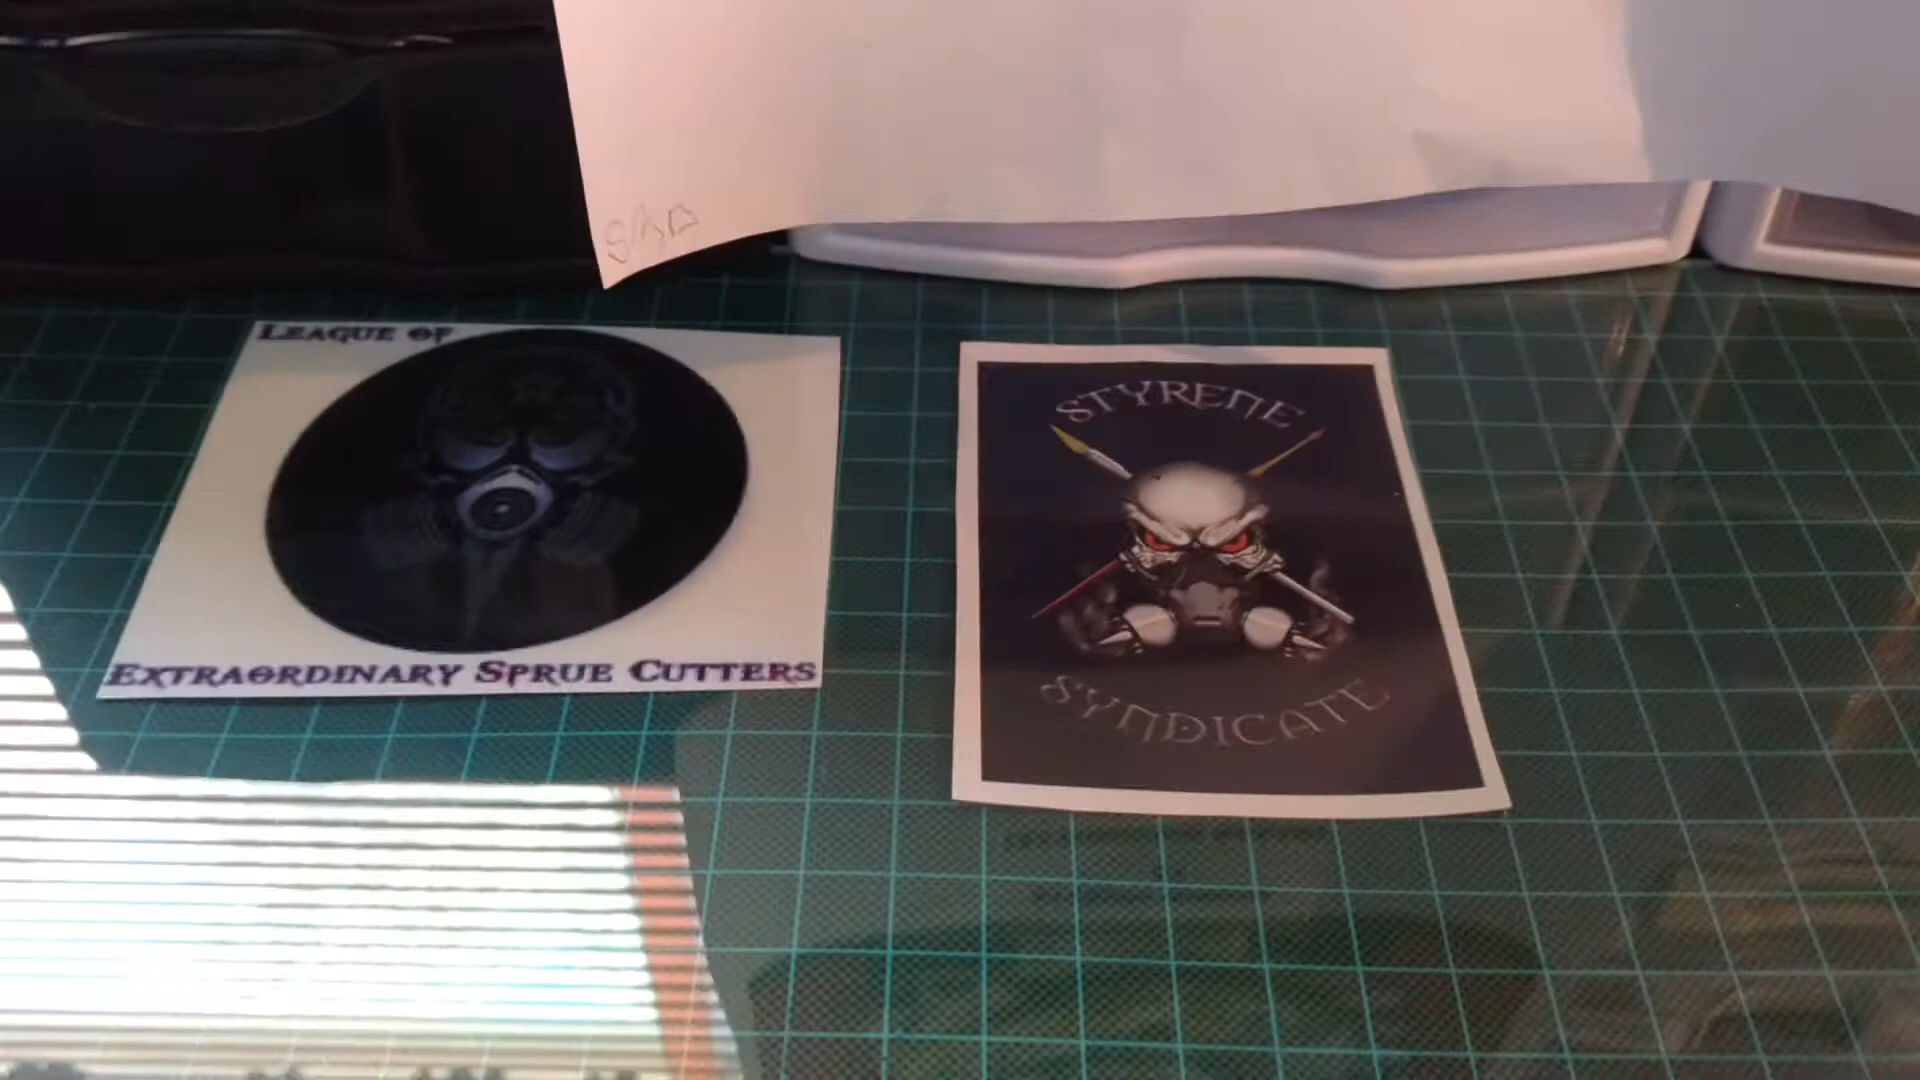 LEAGUE OF
EXTRAORDINARY SPRUE CUTTERS
STYRENE
SYNDICATE